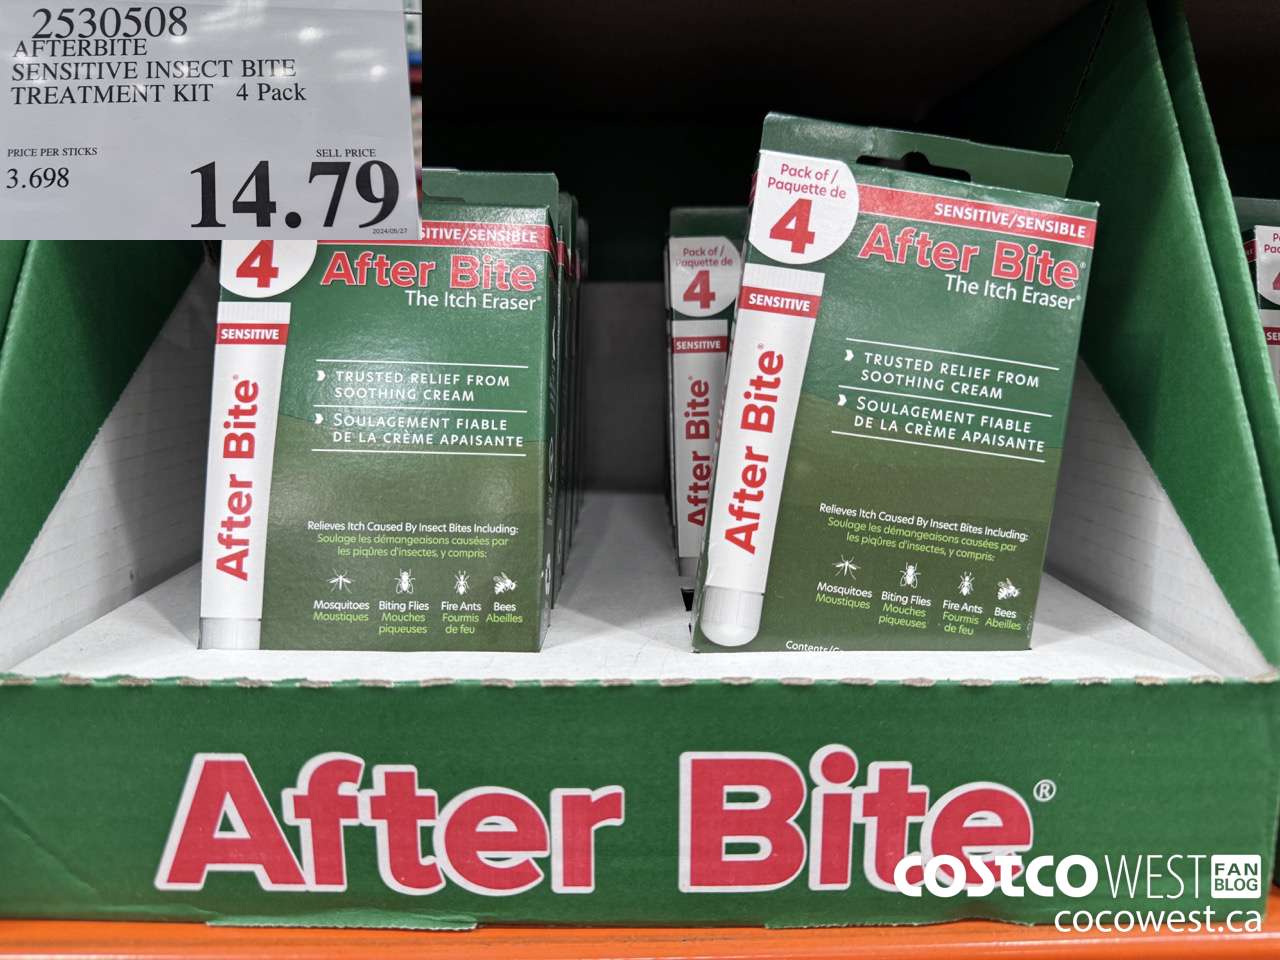 2530508
AFTERBITE
SENSITIVE INSECT BITE
TREATMENT KIT 4 Pack
PRICE PER STICKS
3.698
SELL PRICE
14.79
2024/05/27
4
SITIVE/SENSIBLE
After Bite
The Itch Eraser®
SENSITIVE
After Bite®
❯ TRUSTED RELIEF FROM
SOOTHING CREAM
❯ SOULAGEMENT FIABLE
DE LA CRÈME APAISANTE
Relieves Itch Caused By Insect Bites Including:
Soulage les démangeaisons causées par
les piqûres d'insectes, y compris:
Mosquitoes Biting Flies Fire Ants Bees
Moustiques Mouches Fourmis Abeilles
piqueuses de feu
Pack of /
Paquette de
4
SENSITIVE
After Bite®
Pack of /
Paquette de
4
SENSITIVE/SENSIBLE
After Bite®
The Itch Eraser®
SENSITIVE
After Bite®
❯ TRUSTED RELIEF FROM
SOOTHING CREAM
❯ SOULAGEMENT FIABLE
DE LA CRÈME APAISANTE
Relieves Itch Caused By Insect Bites Including:
Soulage les démangeaisons causées par
les piqûres d'insectes, y compris:
Mosquitoes Biting Flies Fire Ants Bees
Moustiques Mouches Fourmis Abeilles
piqueuses de feu
After Bite®
COSTCO WEST FAN BLOG
cocowest.ca